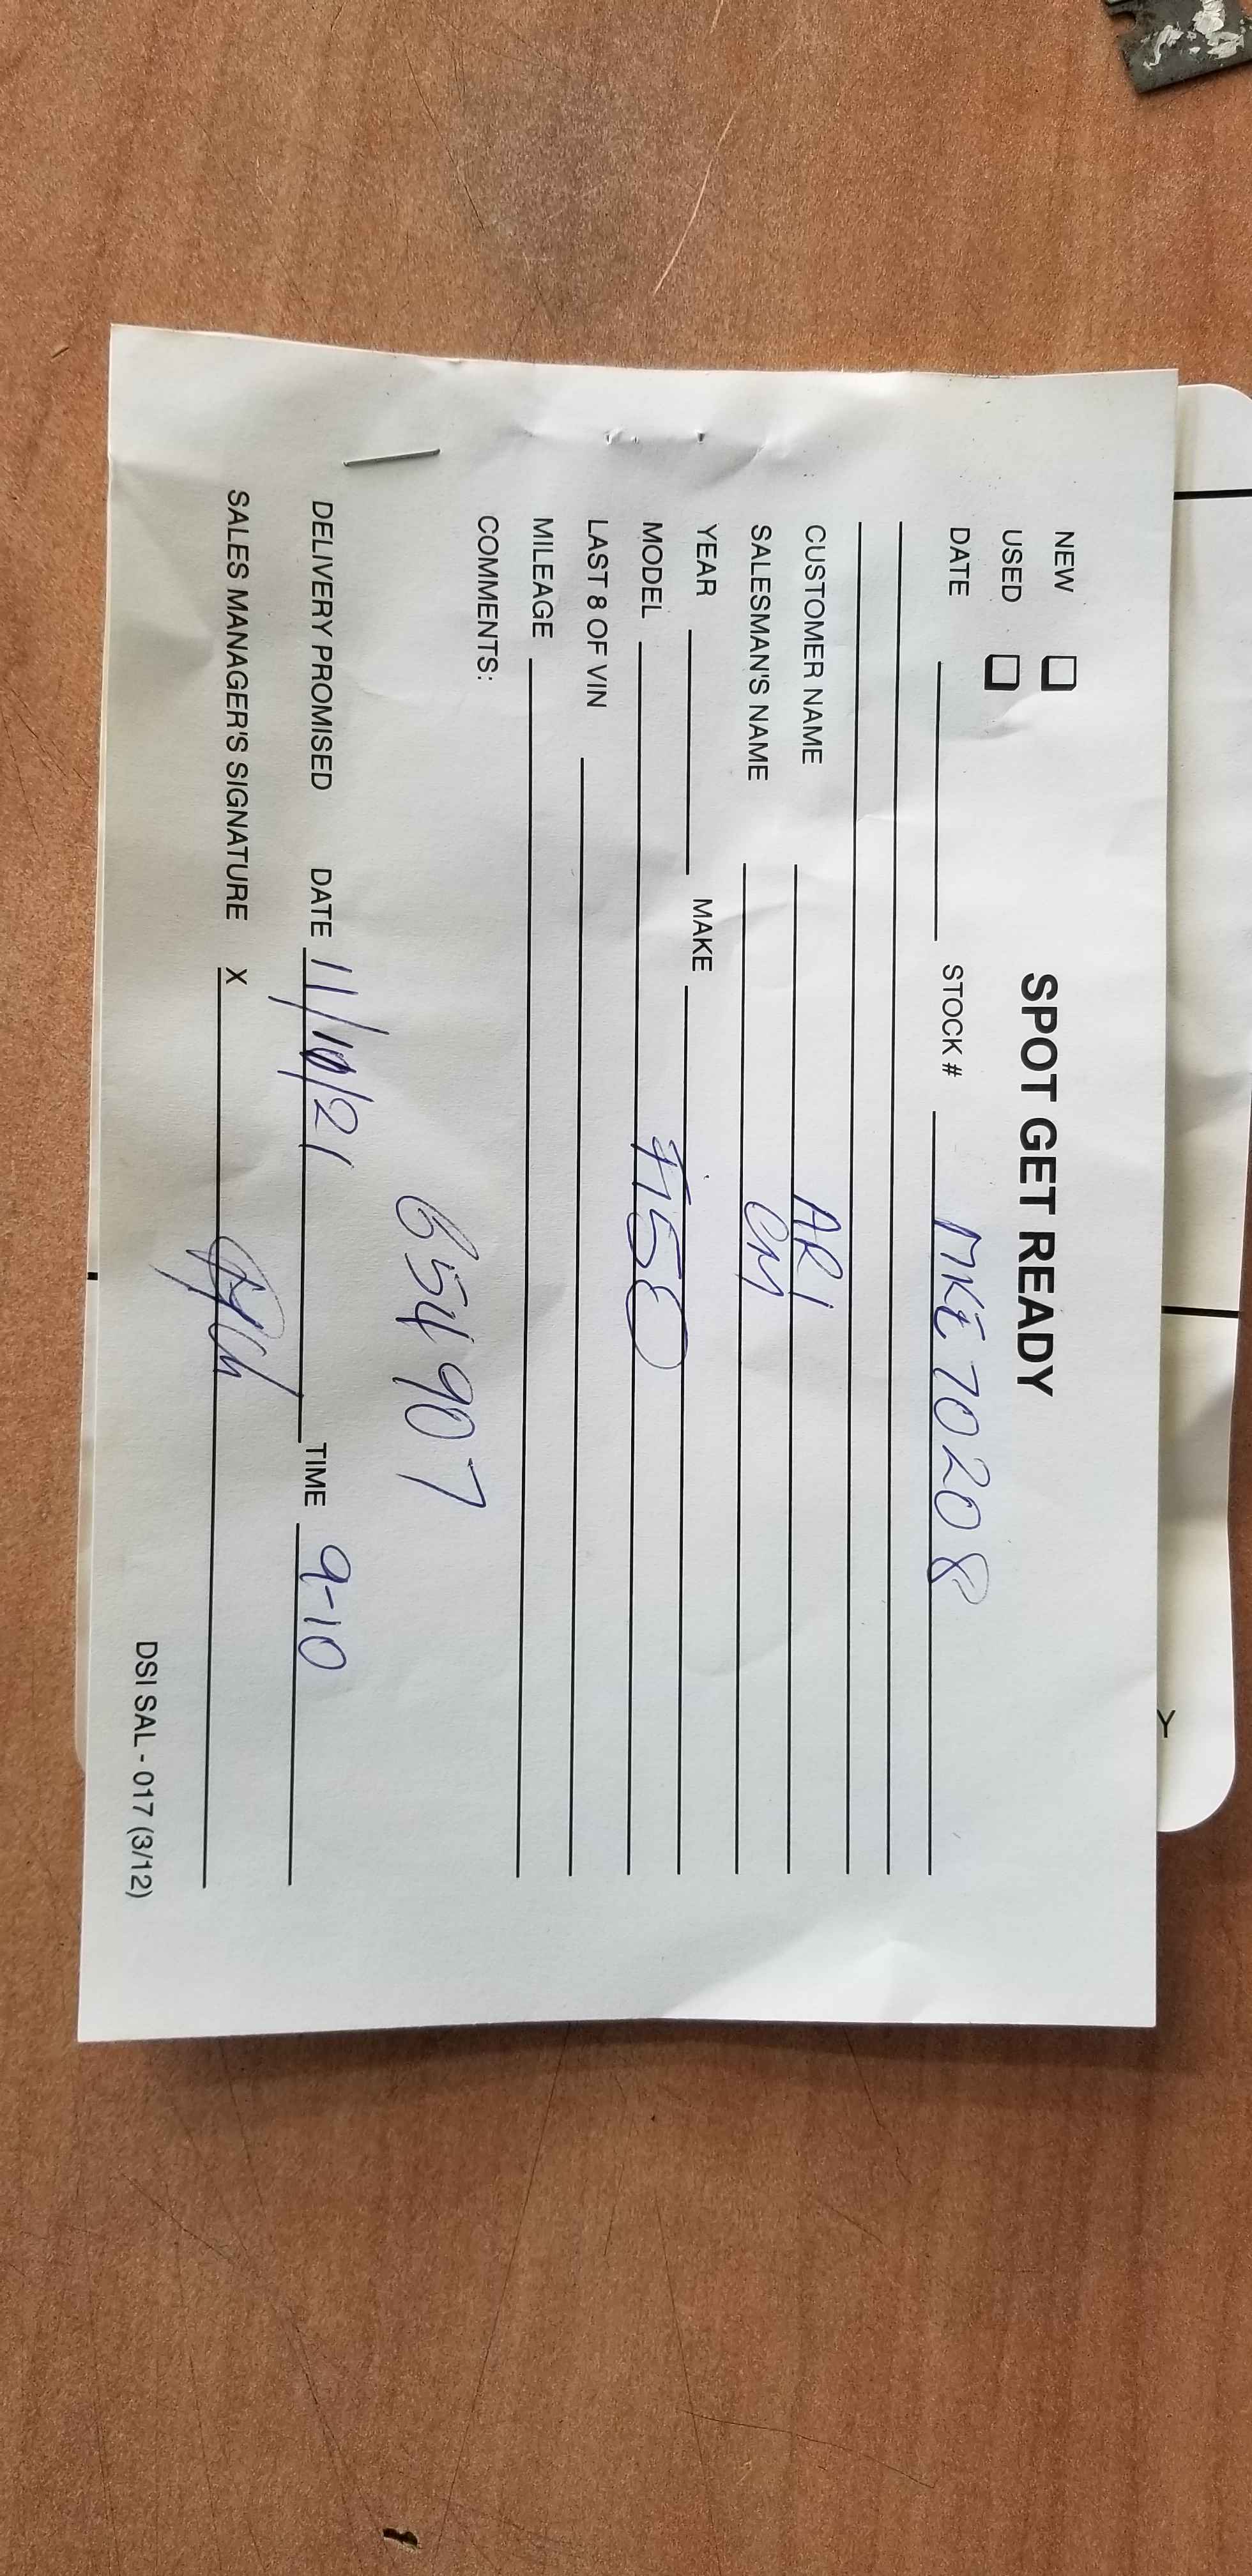 SPOT GET READY
NEW
USED
DATE STOCK # MKE70208
CUSTOMER NAME ARI
SALESMAN'S NAME CM
YEAR MAKE
MODEL F150
LAST 8 OF VIN
MILEAGE
COMMENTS:
654907
DELIVERY PROMISED DATE 11/10/21 TIME 9-10
SALES MANAGER'S SIGNATURE X
DSI SAL - 017 (3/12)
Y